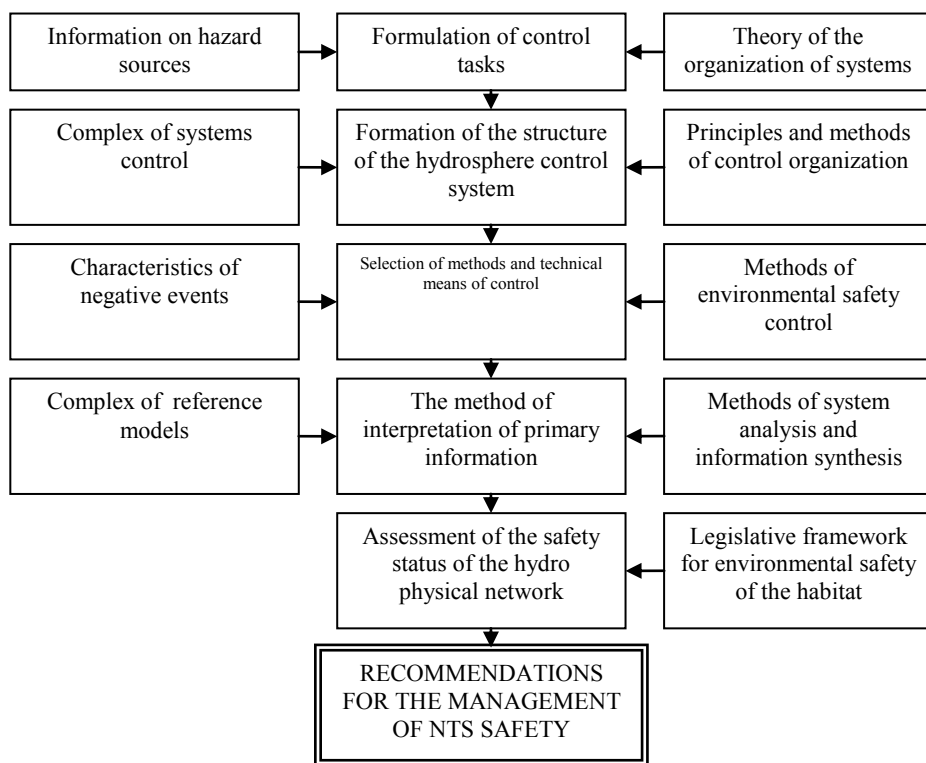 Information on hazard
sources
Formulation of control
tasks
Theory of the
organization of systems
Complex of systems
control
Formation of the structure
of the hydrosphere control
system
Principles and methods
of control organization
Characteristics of
negative events
Selection of methods and technical
means of control
Methods of
environmental safety
control
Complex of reference
models
The method of
interpretation of primary
information
Methods of system
analysis and
information synthesis
Assessment of the safety
status of the hydro
physical network
Legislative framework
for environmental safety
of the habitat
RECOMMENDATIONS
FOR THE MANAGEMENT
OF NTS SAFETY